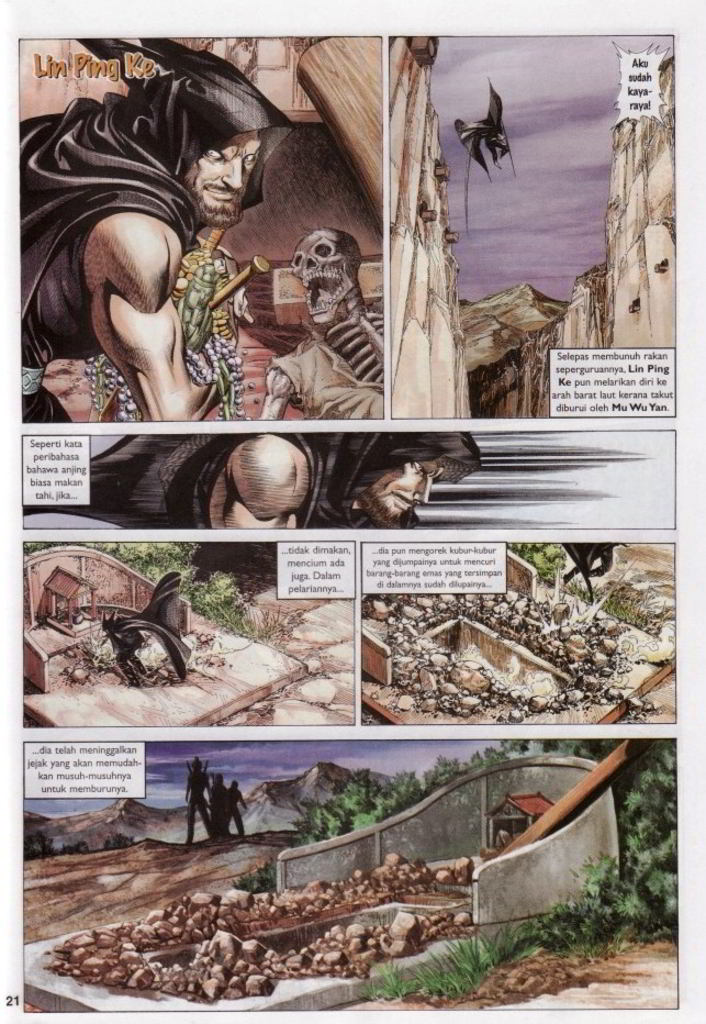 Lin Ping Ke
Aku
sudah
kaya-
raya!
Selepas membunuh rakan
seperguruannya, Lin Ping
Ke pun melarikan diri ke
arah barat laut kerana takut
diburui oleh Mu Wu Yan.
Seperti kata
peribahasa
bahawa anjing
biasa makan
tahi, jika...
...tidak dimakan,
mencium ada
juga. Dalam
pelariannya...
...dia pun mengorek kubur-kubur
yang dijumpainya untuk mencuri
barang-barang emas yang tersimpan
di dalamnya sudah dilupainya...
...dia telah meninggalkan
jejak yang akan memudah-
kan musuh-musuhnya
untuk memburunya.
21